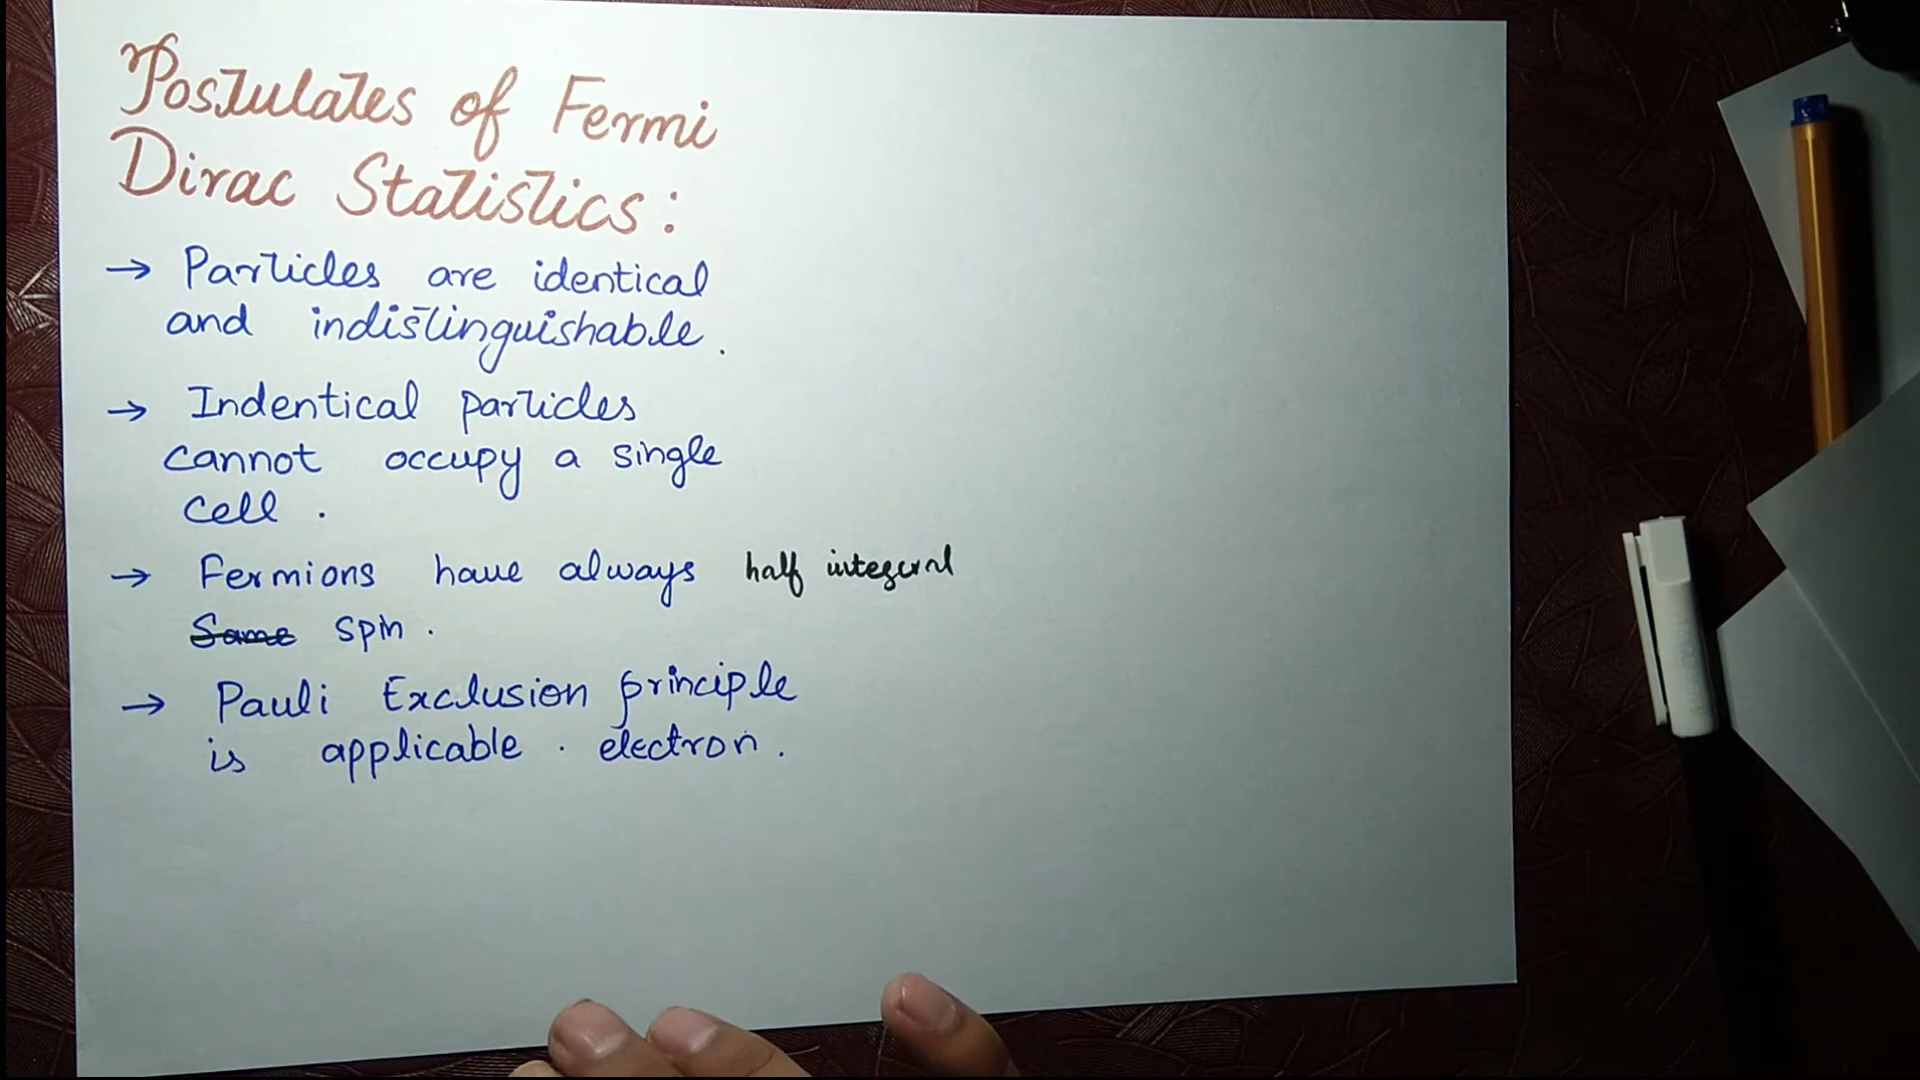 Postulates of Fermi
Dirac Statistics :
→ Particles are identical
and indistinguishable.
→ Indentical particles
cannot occupy a single
cell .
→ Fermions have always half integral
Same spin .
→ Pauli Exclusion principle
is applicable . electron .